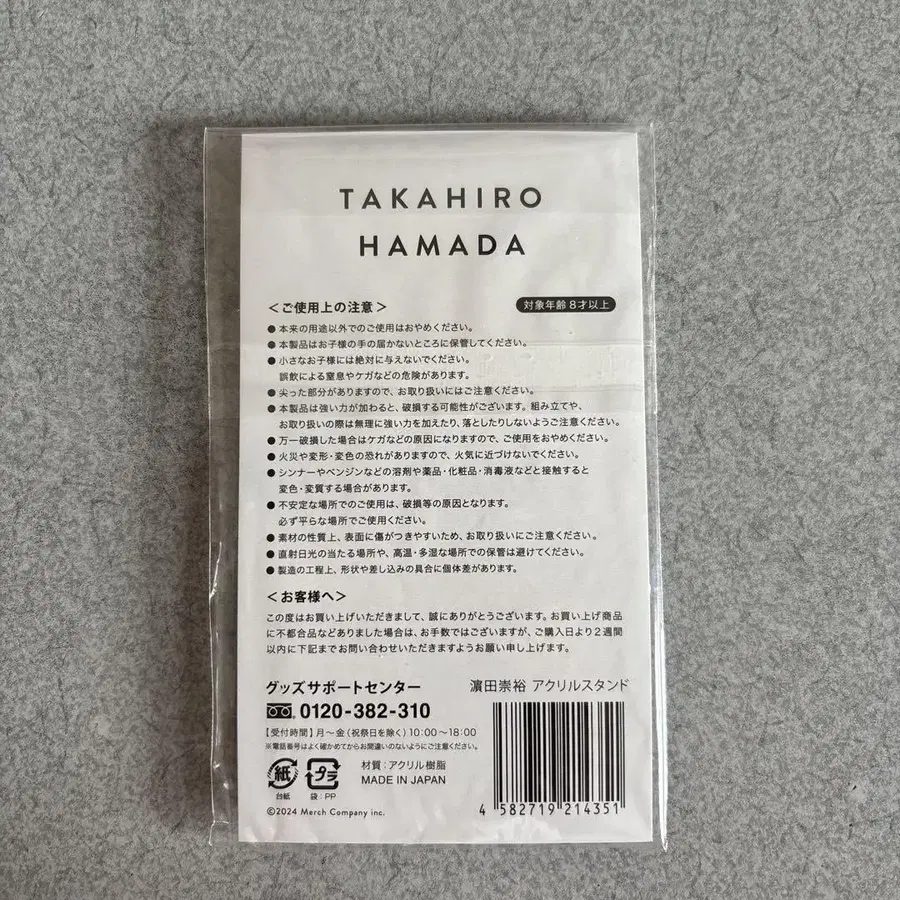 TAKAHIRO
HAMADA
＜ご使用上の注意＞
対象年齢8才以上
●本来の用途以外でのご使用はおやめください。
●本製品はお子様の手の届かないところに保管してください。
●小さなお子様には絶対に与えないでください。
誤飲による窒息やケガなどの危険があります。
●尖った部分がありますので、お取り扱いにはご注意ください。
●本製品は強い力が加わると、破損する可能性がございます。組み立てや、
お取り扱いの際は無理に強い力を加えたり、落としたりしないようご注意ください。
●万一破損した場合はケガなどの原因になりますので、ご使用をおやめください。
●火災や変形・変色の恐れがありますので、火気に近づけないでください。
●シンナーやベンジンなどの溶剤や薬品・化粧品・消毒液などと接触すると
変色・変質する場合があります。
●不安定な場所でのご使用は、破損等の原因となります。
必ず平らな場所でご使用ください。
●素材の性質上、表面に傷がつきやすいため、お取り扱いにご注意ください。
●直射日光の当たる場所や、高温・多湿な場所での保管は避けてください。
●製造の工程上、形状や差し込みの具合に個体差があります。
＜お客様へ＞
この度はお買い上げいただきまして、誠にありがとうございます。お買い上げ商品
に不都合品などありました場合は、お手数ではございますが、ご購入日より2週間
以内に下記までお問い合わせいただきますようお願い申し上げます。
グッズサポートセンター
0120-382-310
【受付時間】月〜金(祝祭日を除く)10:00〜18:00
※電話番号はよく確かめてからお間違いのないようにご注意ください。
紙
台紙
プラ
袋:PP
材質:アクリル樹脂
MADE IN JAPAN
©2024 Merch Company inc.
濵田崇裕 アクリルスタンド
4 582719 214351